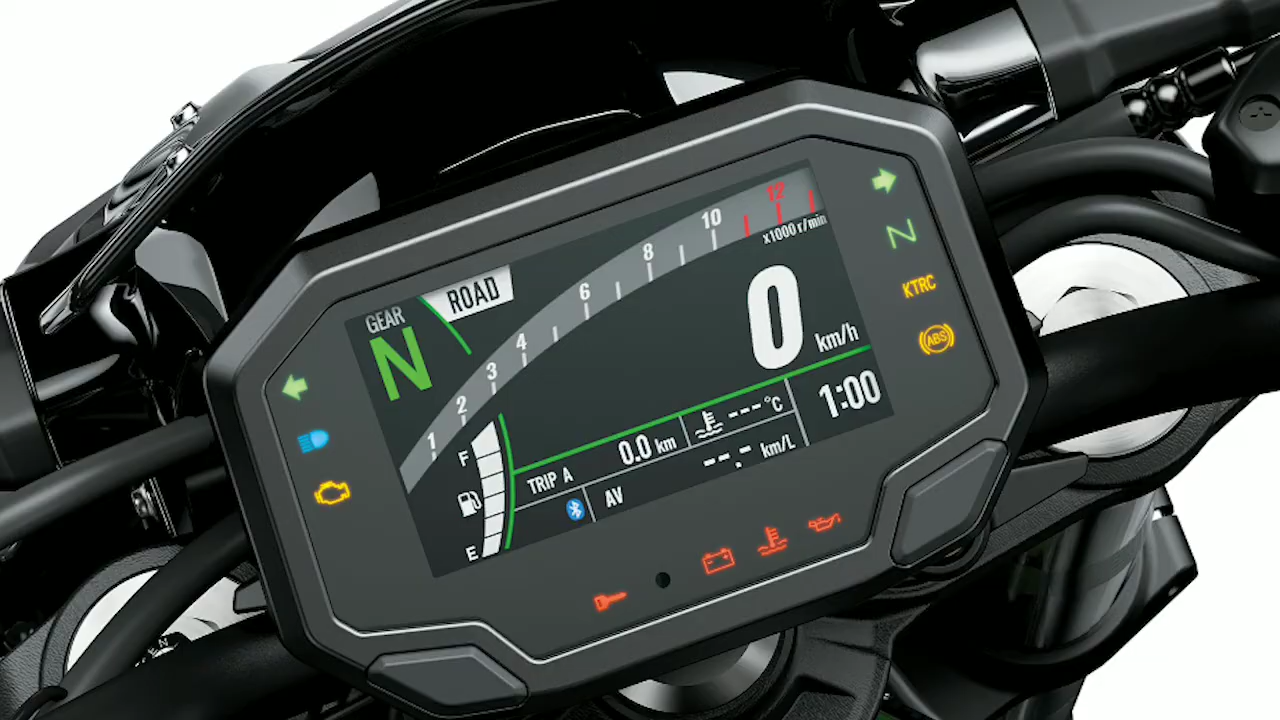 GEAR
N
ROAD
1
2
3
4
6
8
10
12
x1000 r/min
0
km/h
F
E
TRIP A
0.0 km
---°C
1:00
AV
--.- km/L
N
KTRC
ABS